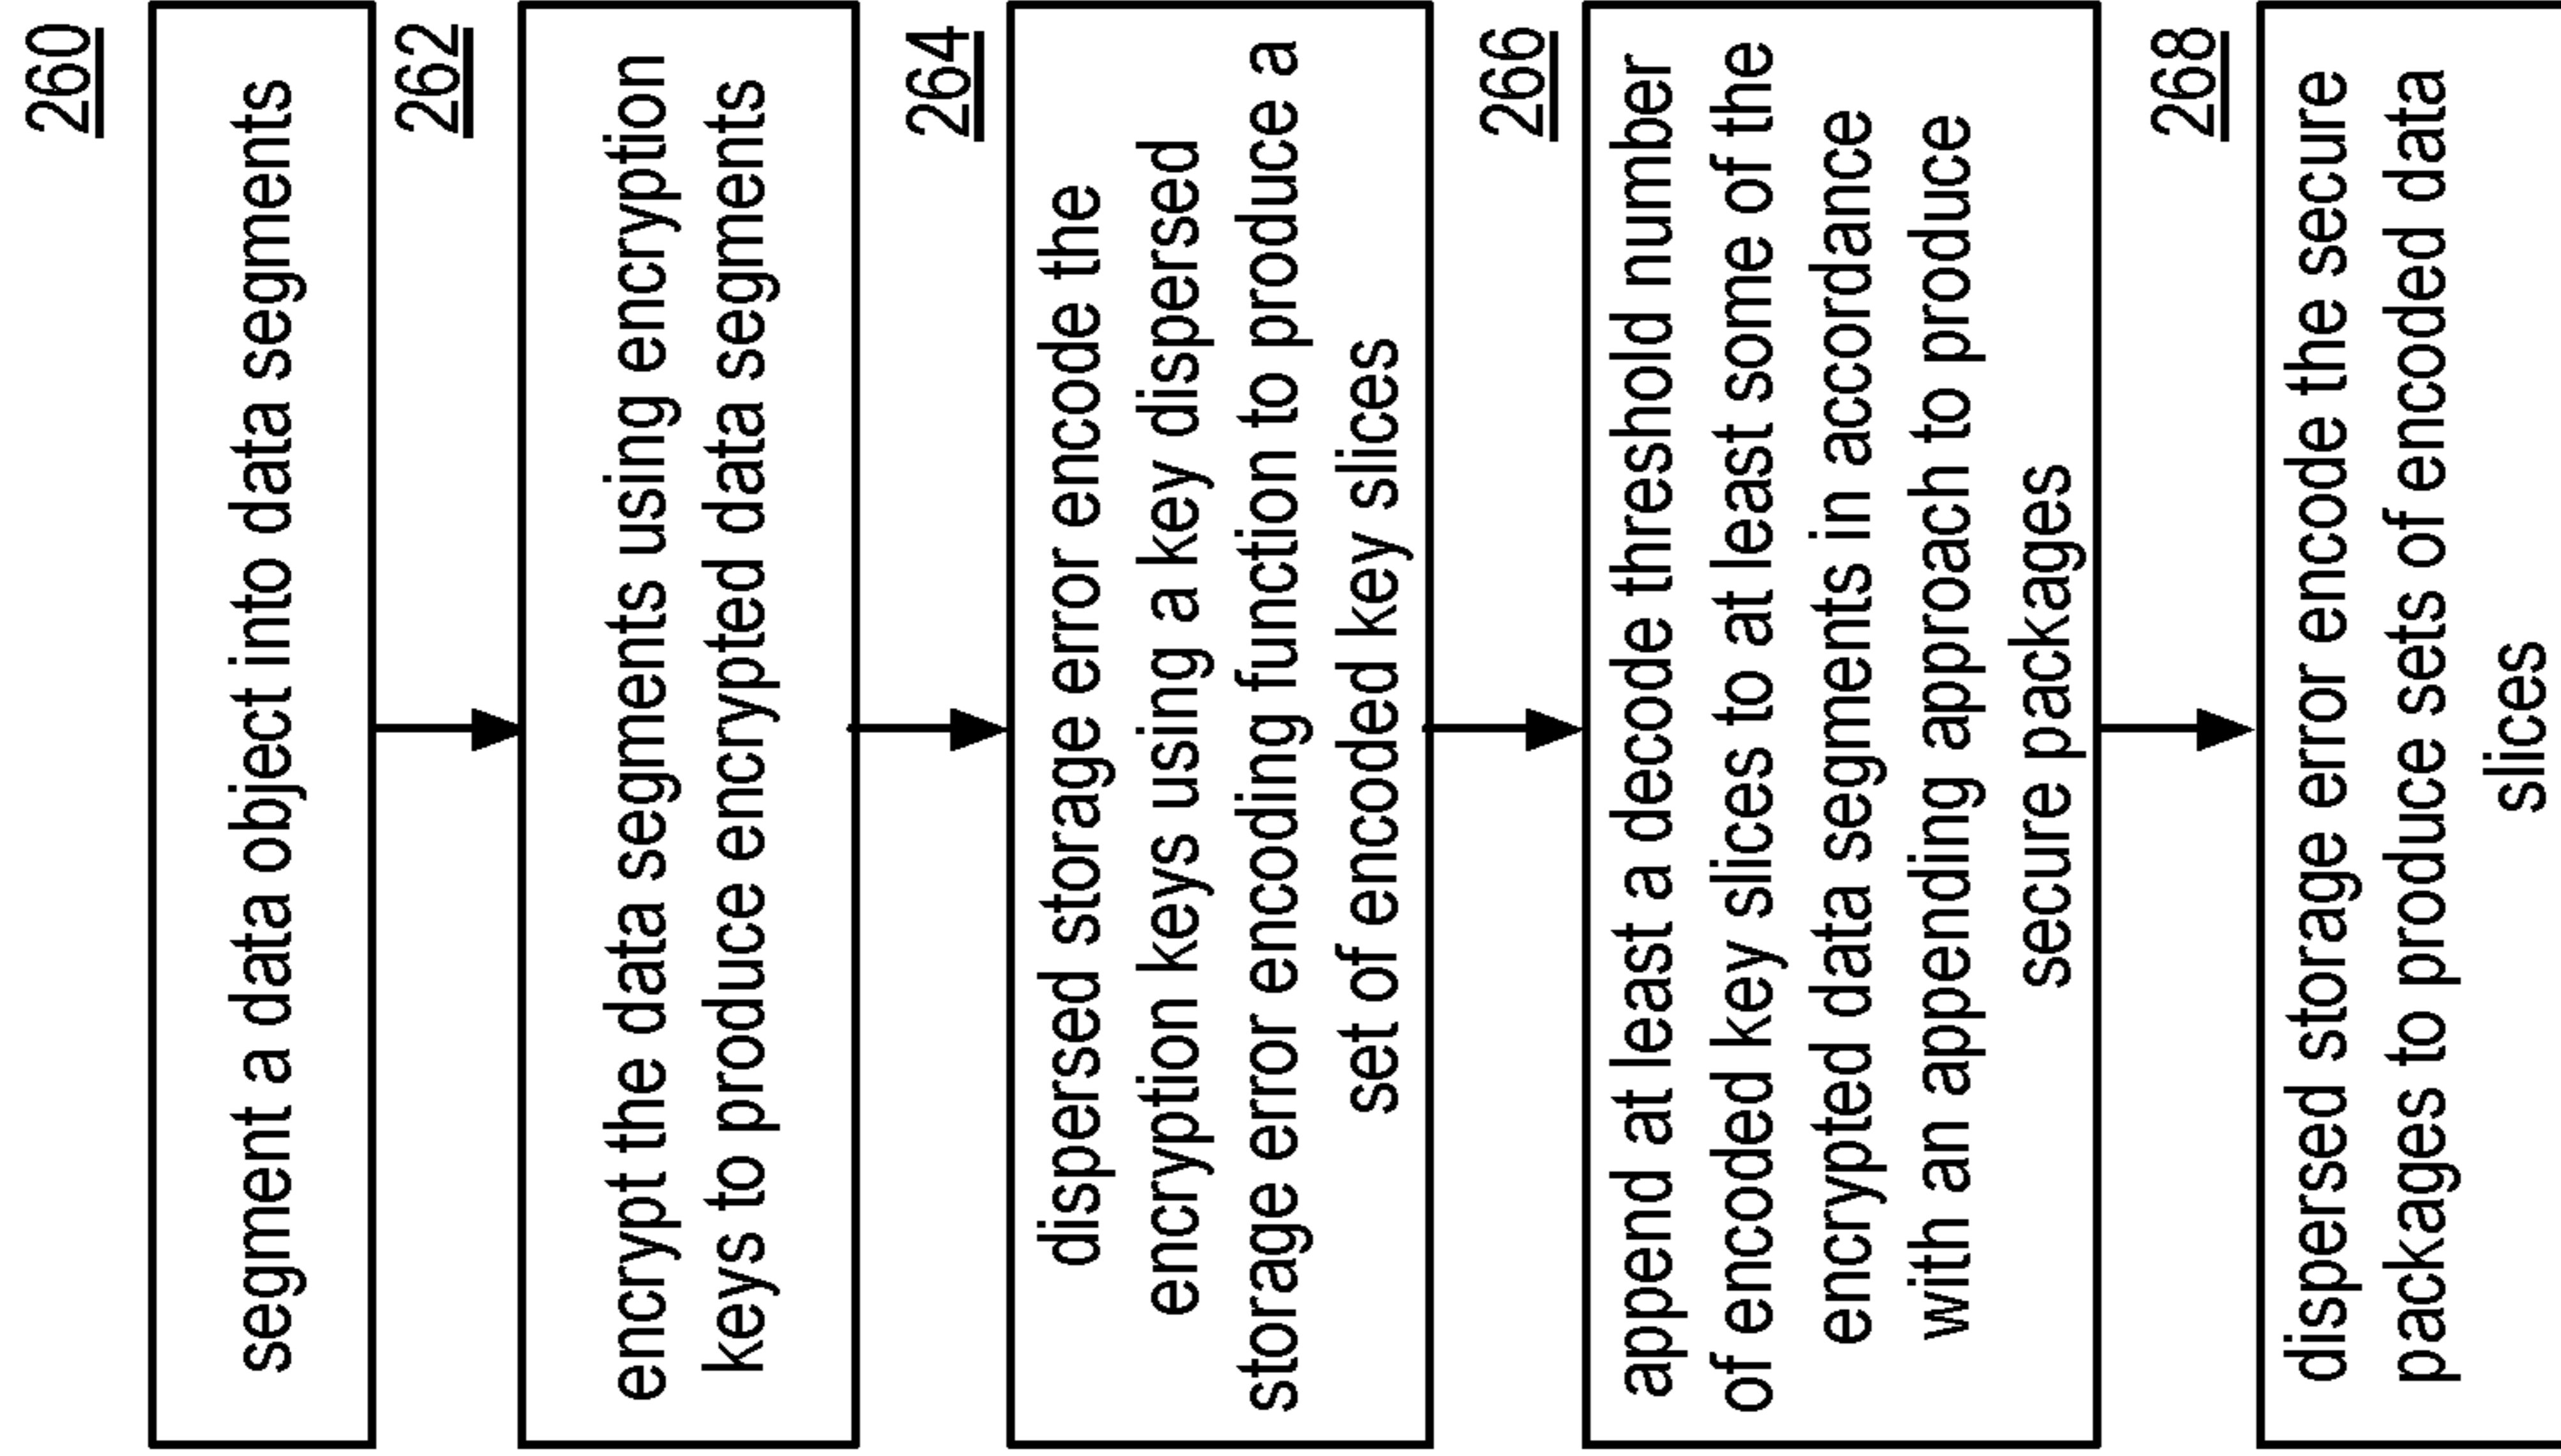 260
segment a data object into data segments
262
encrypt the data segments using encryption
keys to produce encrypted data segments
264
dispersed storage error encode the
encryption keys using a key dispersed
storage error encoding function to produce a
set of encoded key slices
266
append at least a decode threshold number
of encoded key slices to at least some of the
encrypted data segments in accordance
with an appending approach to produce
secure packages
268
dispersed storage error encode the secure
packages to produce sets of encoded data
slices